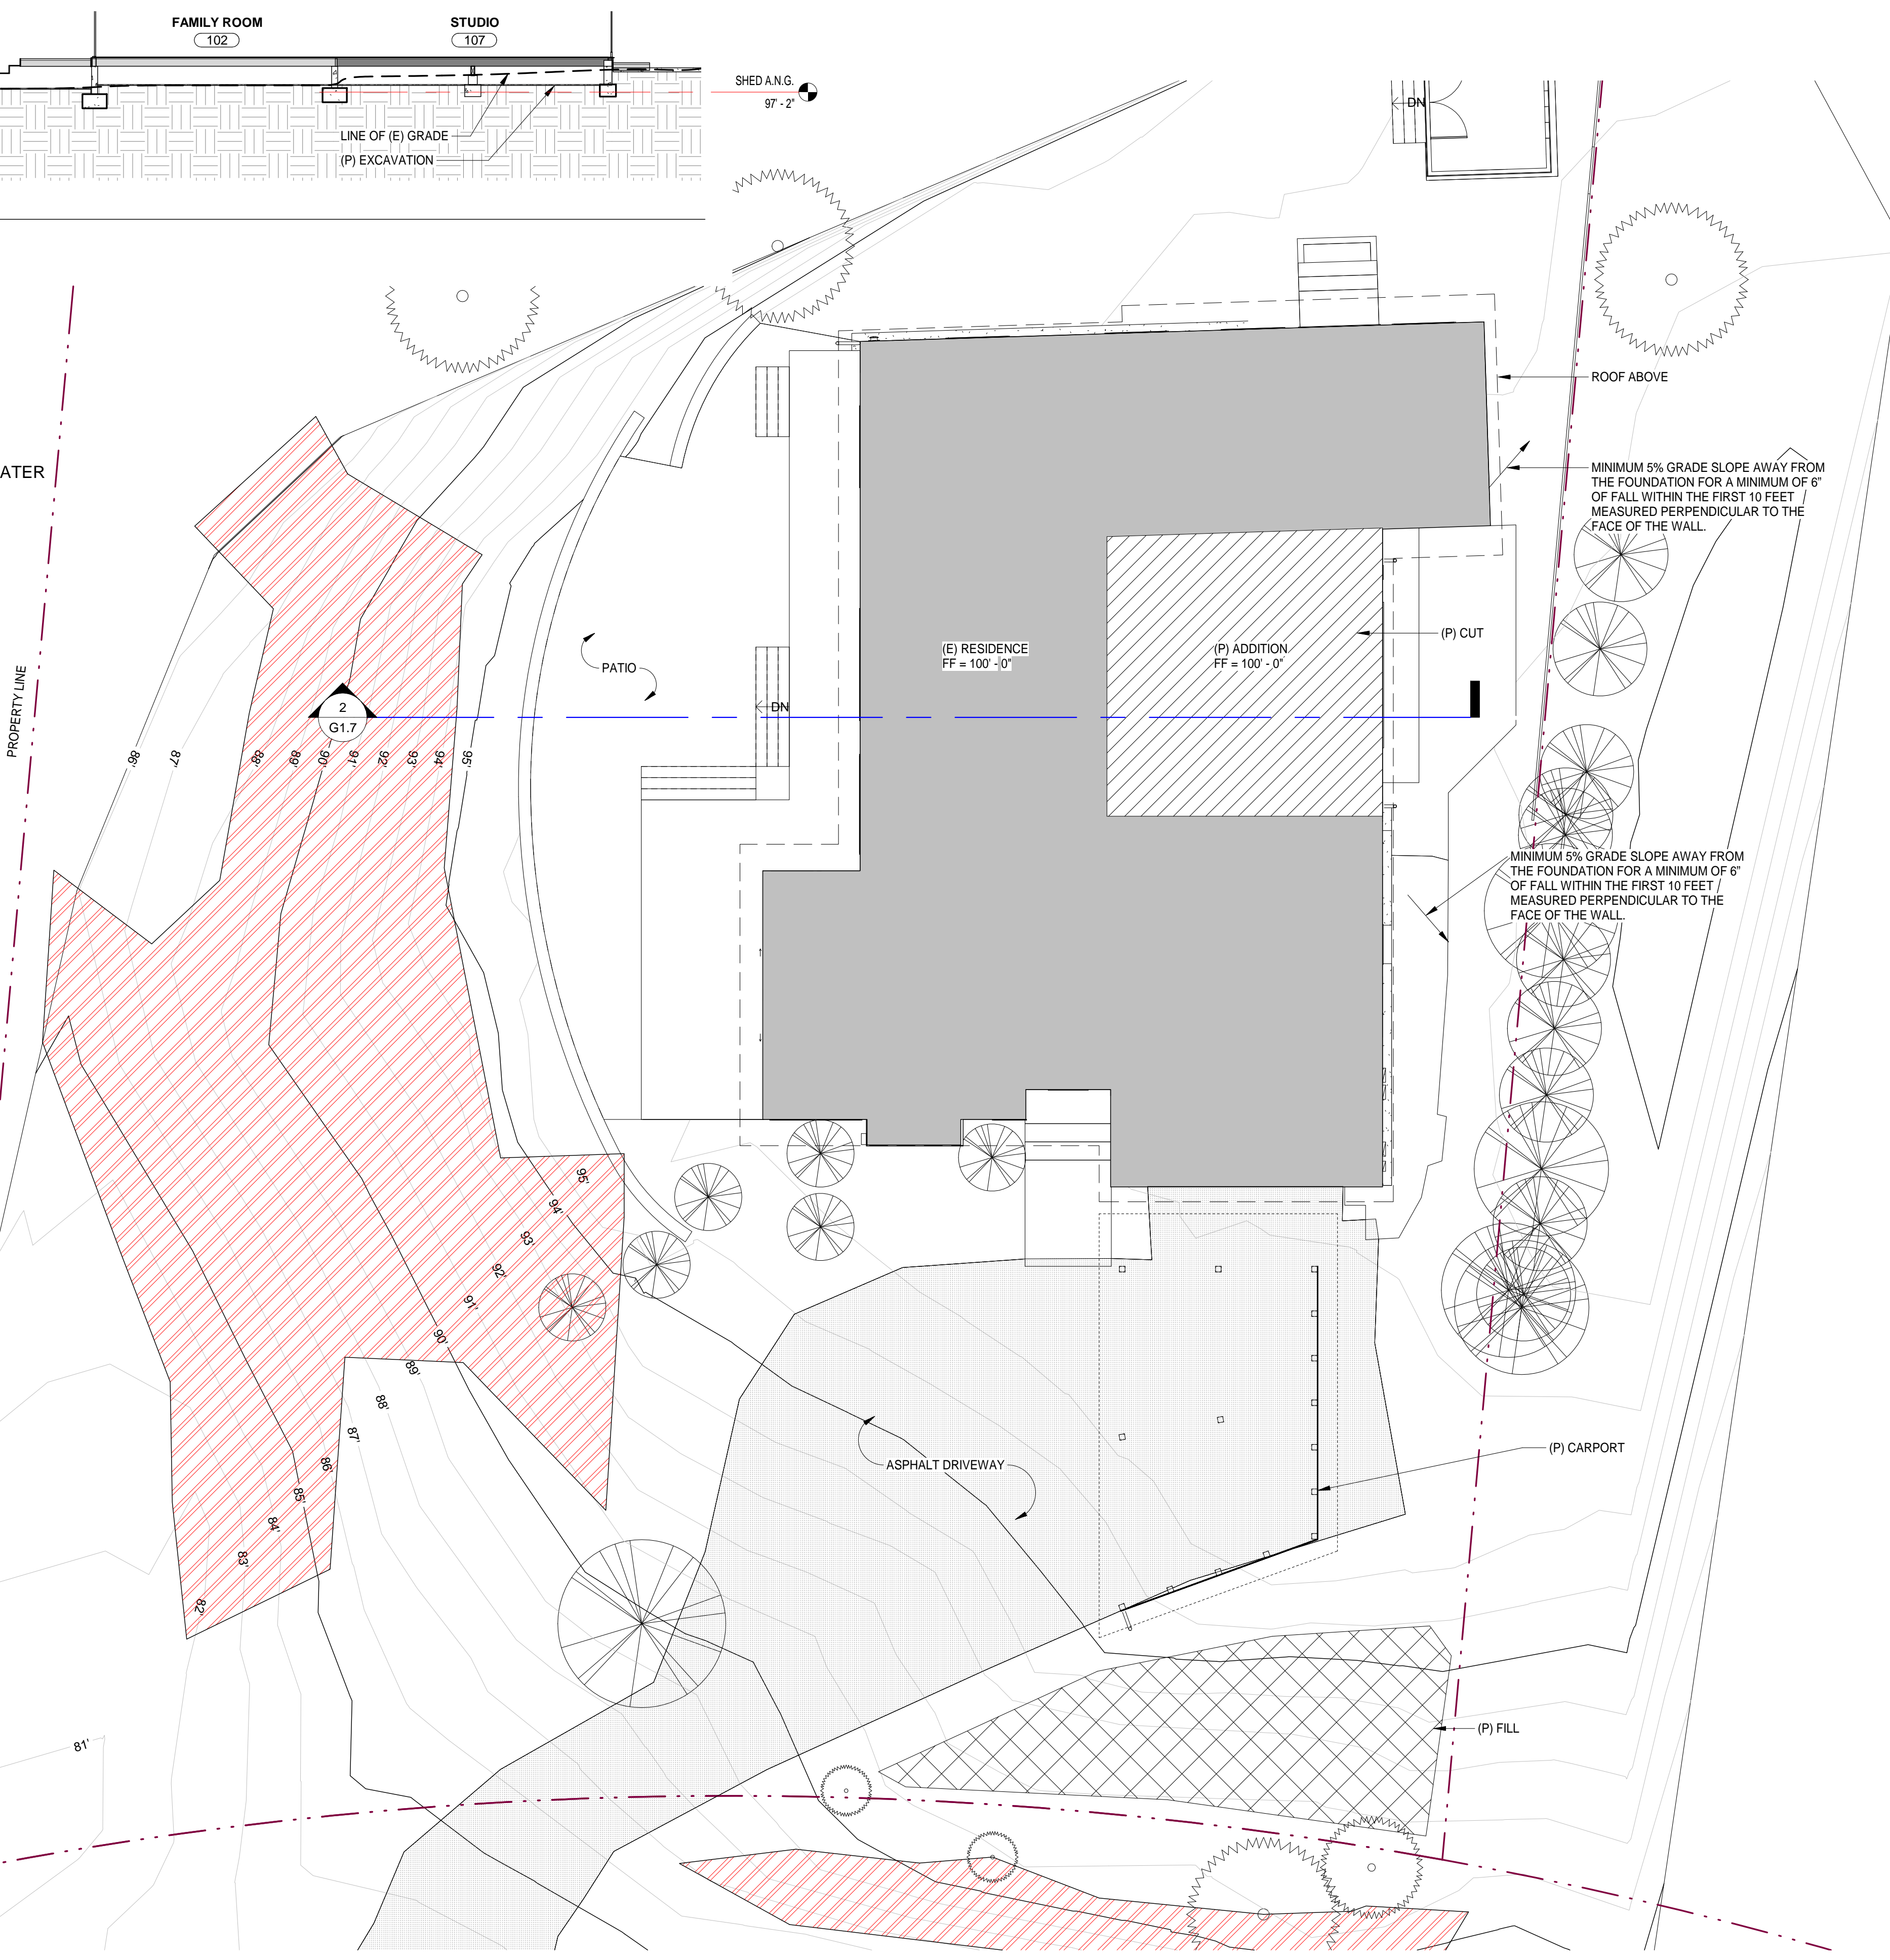 FAMILY ROOM
102
STUDIO
107
SHED A.N.G.
97' - 2"
LINE OF (E) GRADE
(P) EXCAVATION
DN
ROOF ABOVE
ATER
MINIMUM 5% GRADE SLOPE AWAY FROM
THE FOUNDATION FOR A MINIMUM OF 6"
OF FALL WITHIN THE FIRST 10 FEET
MEASURED PERPENDICULAR TO THE
FACE OF THE WALL.
(P) CUT
(E) RESIDENCE
FF = 100' - 0"
(P) ADDITION
FF = 100' - 0"
PATIO
PROPERTY LINE
DN
2
G1.7
86'
87'
88'
89'
90'
91'
92'
93'
94'
95'
MINIMUM 5% GRADE SLOPE AWAY FROM
THE FOUNDATION FOR A MINIMUM OF 6"
OF FALL WITHIN THE FIRST 10 FEET
MEASURED PERPENDICULAR TO THE
FACE OF THE WALL.
95'
94'
93'
92'
91'
90'
89'
88'
87'
86'
85'
84'
83'
82'
81'
ASPHALT DRIVEWAY
(P) CARPORT
(P) FILL